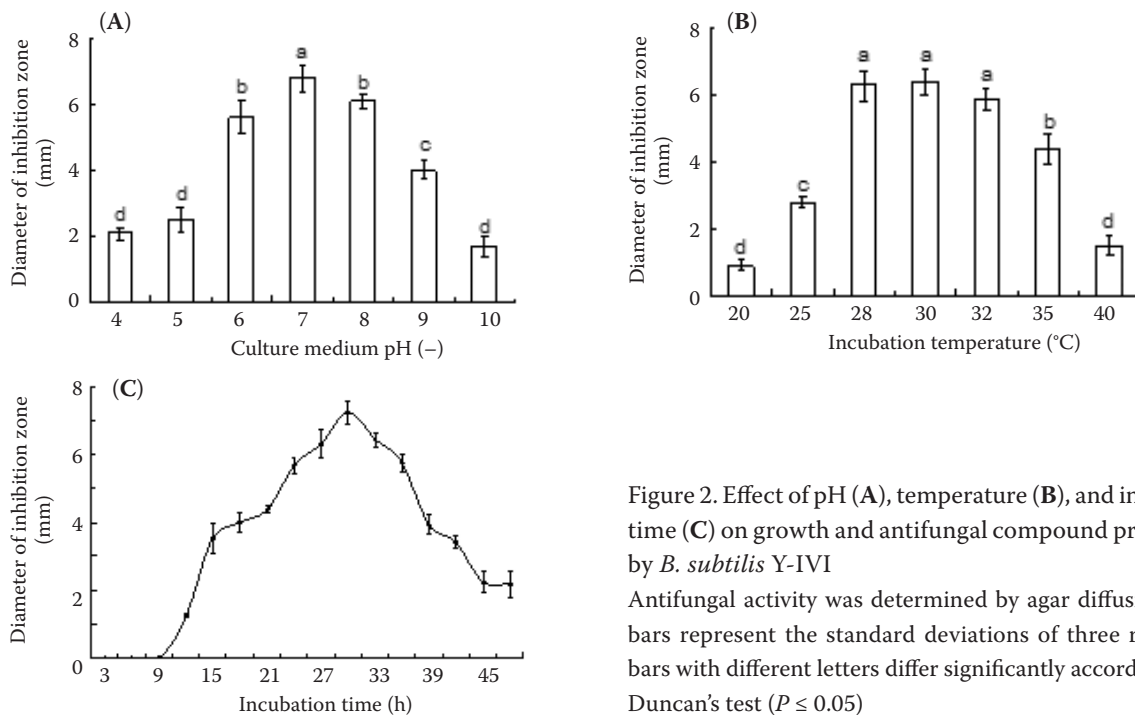 (A)
Diameter of inhibition zone
(mm)
8
6
4
2
0
d
d
b
a
b
c
d
4 5 6 7 8 9 10
Culture medium pH (–)
(B)
Diameter of inhibition zone
(mm)
8
6
4
2
0
d
c
a
a
a
b
d
20 25 28 30 32 35 40
Incubation temperature (°C)
(C)
Diameter of inhibition zone
(mm)
8
6
4
2
0
3 9 15 21 27 33 39 45
Incubation time (h)
Figure 2. Effect of pH (A), temperature (B), and in
time (C) on growth and antifungal compound pr
by B. subtilis Y-IVI
Antifungal activity was determined by agar diffus
bars represent the standard deviations of three r
bars with different letters differ significantly accord
Duncan's test (P ≤ 0.05)